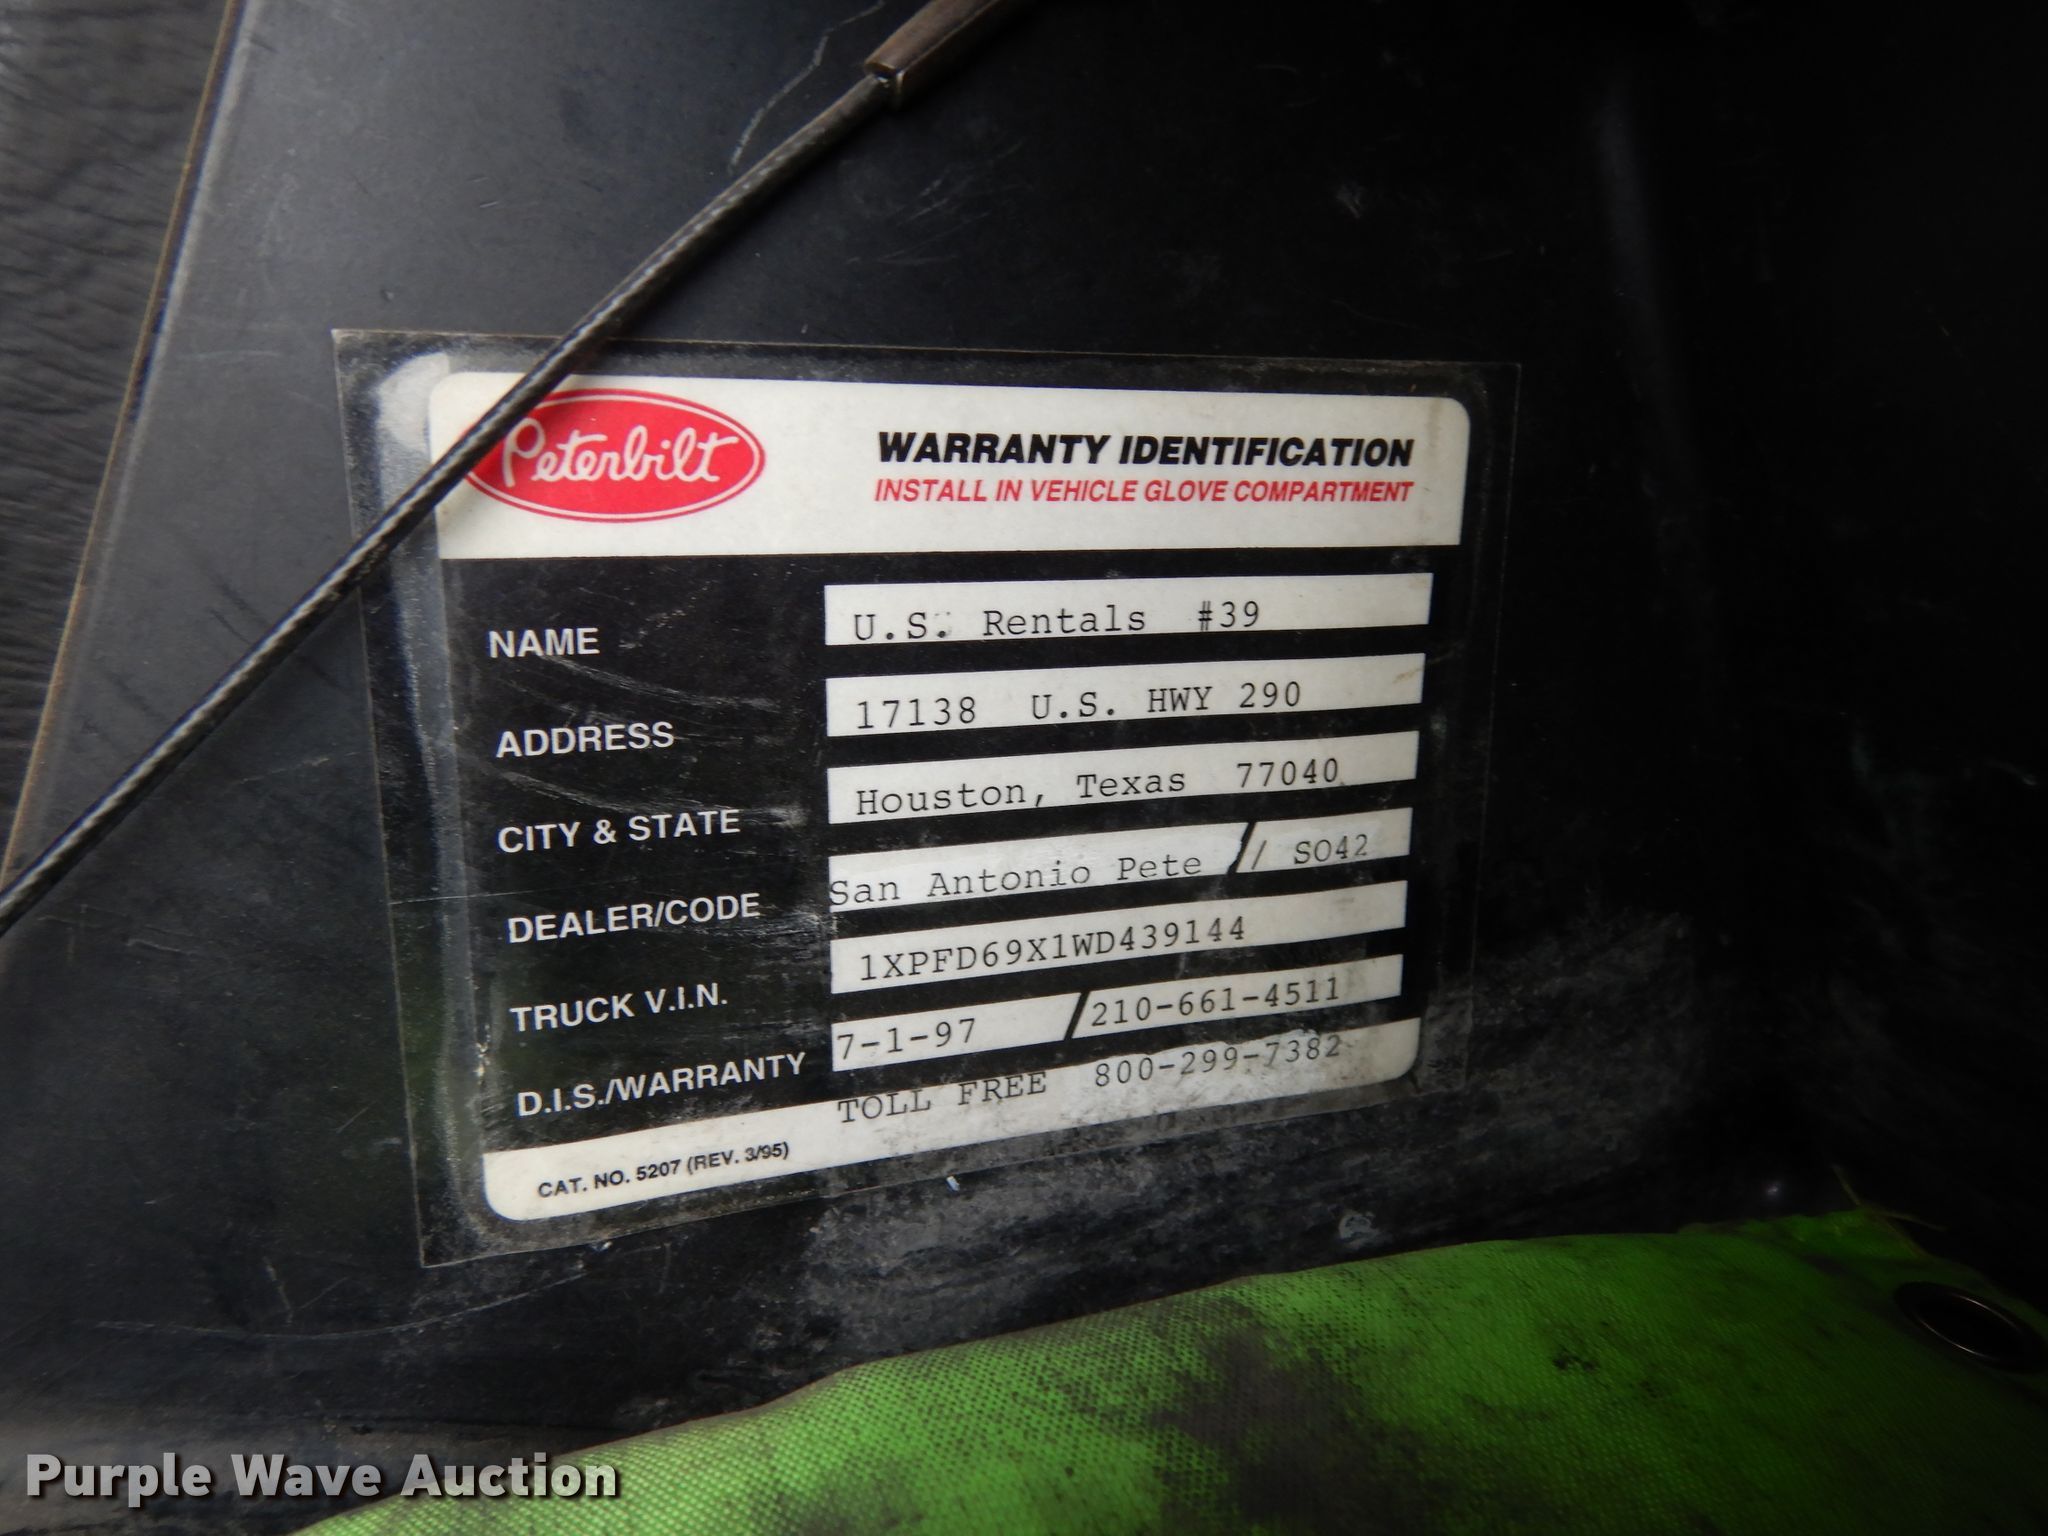 Peterbilt
WARRANTY IDENTIFICATION
INSTALL IN VEHICLE GLOVE COMPARTMENT
NAME U.S. Rentals #39
ADDRESS 17138 U.S. HWY 290
CITY & STATE Houston, Texas 77040
DEALER/CODE San Antonio Pete / SO42
TRUCK V.I.N. 1XPFD69X1WD439144
D.I.S./WARRANTY 7-1-97 / 210-661-4511
TOLL FREE 800-299-7382
CAT. NO. 5207 (REV. 3/95)
Purple Wave Auction